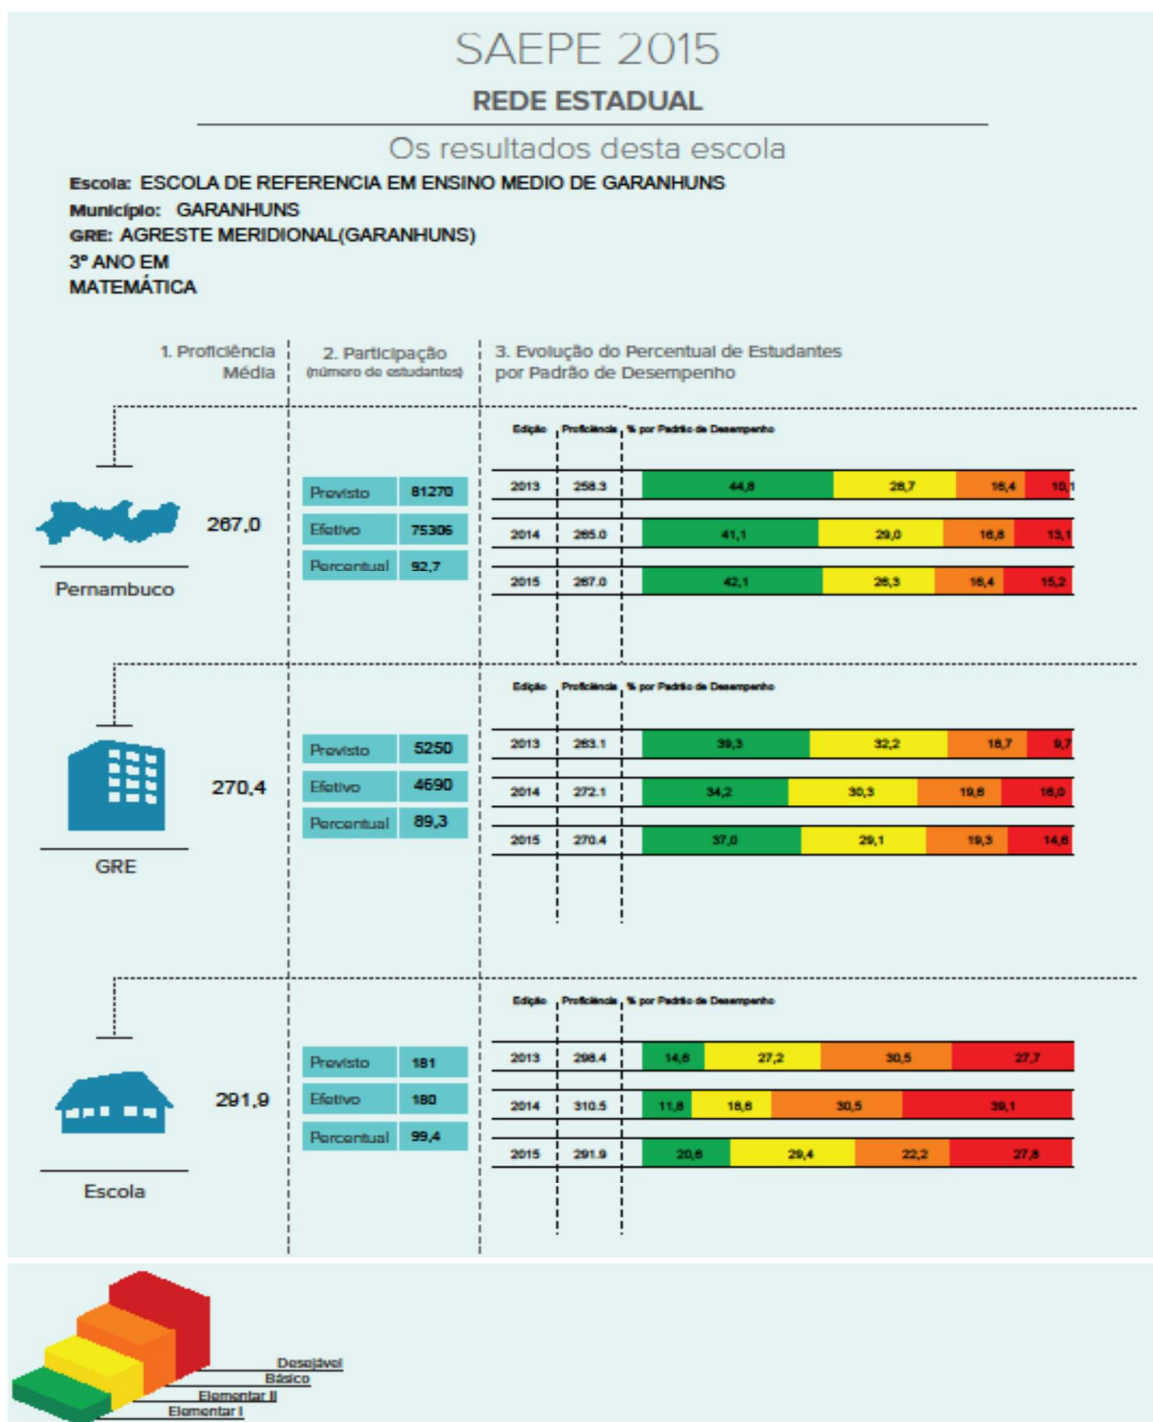 SAEPE 2015
REDE ESTADUAL
Os resultados desta escola
Escola: ESCOLA DE REFERENCIA EM ENSINO MEDIO DE GARANHUNS
Município: GARANHUNS
GRE: AGRESTE MERIDIONAL(GARANHUNS)
3º ANO EM
MATEMÁTICA
1. Proficiência Média
2. Participação
(número de estudantes)
3. Evolução do Percentual de Estudantes
por Padrão de Desempenho
Edição Proficiência % por Padrão de Desempenho
Pernambuco
267,0
Previsto 81270
Efetivo 75306
Percentual 92,7
2013 258.3 44,8 28,7 16,4 10,1
2014 265.0 41,1 29,0 16,8 13,1
2015 267.0 42,1 26,3 16,4 15,2
Edição Proficiência % por Padrão de Desempenho
GRE
270,4
Previsto 5250
Efetivo 4690
Percentual 89,3
2013 263.1 39,3 32,2 18,7 9,7
2014 272.1 34,2 30,3 19,6 16,0
2015 270.4 37,0 29,1 19,3 14,6
Edição Proficiência % por Padrão de Desempenho
Escola
291,9
Previsto 181
Efetivo 180
Percentual 99,4
2013 298.4 14,6 27,2 30,5 27,7
2014 310.5 11,8 18,6 30,5 39,1
2015 291.9 20,6 29,4 22,2 27,8
Desejável
Básico
Elementar II
Elementar I